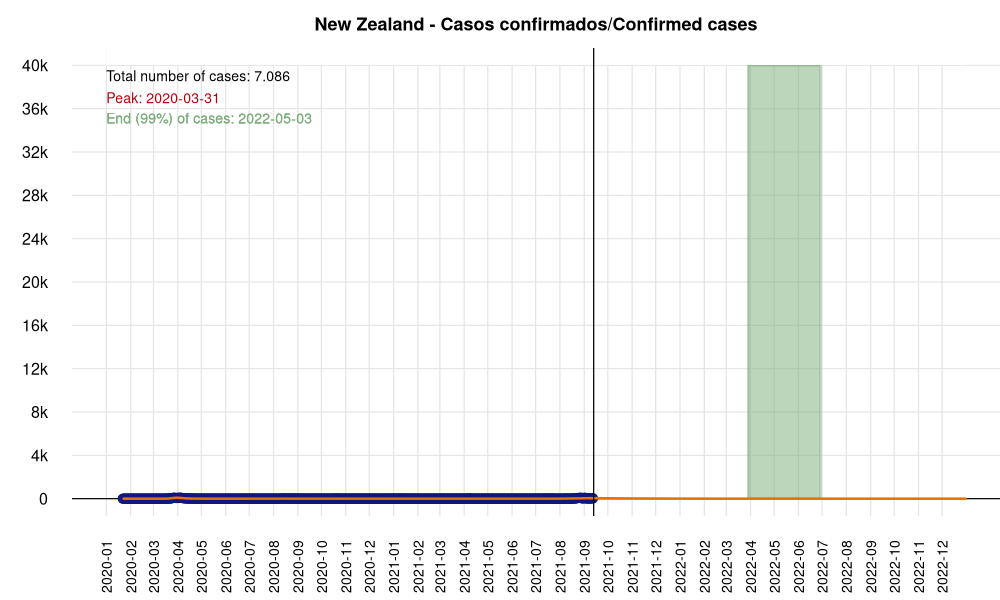 New Zealand - Casos confirmados/Confirmed cases
Total number of cases: 7.086
Peak: 2020-03-31
End (99%) of cases: 2022-05-03
40k
36k
32k
28k
24k
20k
16k
12k
8k
4k
0
2020-01
2020-02
2020-03
2020-04
2020-05
2020-06
2020-07
2020-08
2020-09
2020-10
2020-11
2020-12
2021-01
2021-02
2021-03
2021-04
2021-05
2021-06
2021-07
2021-08
2021-09
2021-10
2021-11
2021-12
2022-01
2022-02
2022-03
2022-04
2022-05
2022-06
2022-07
2022-08
2022-09
2022-10
2022-11
2022-12